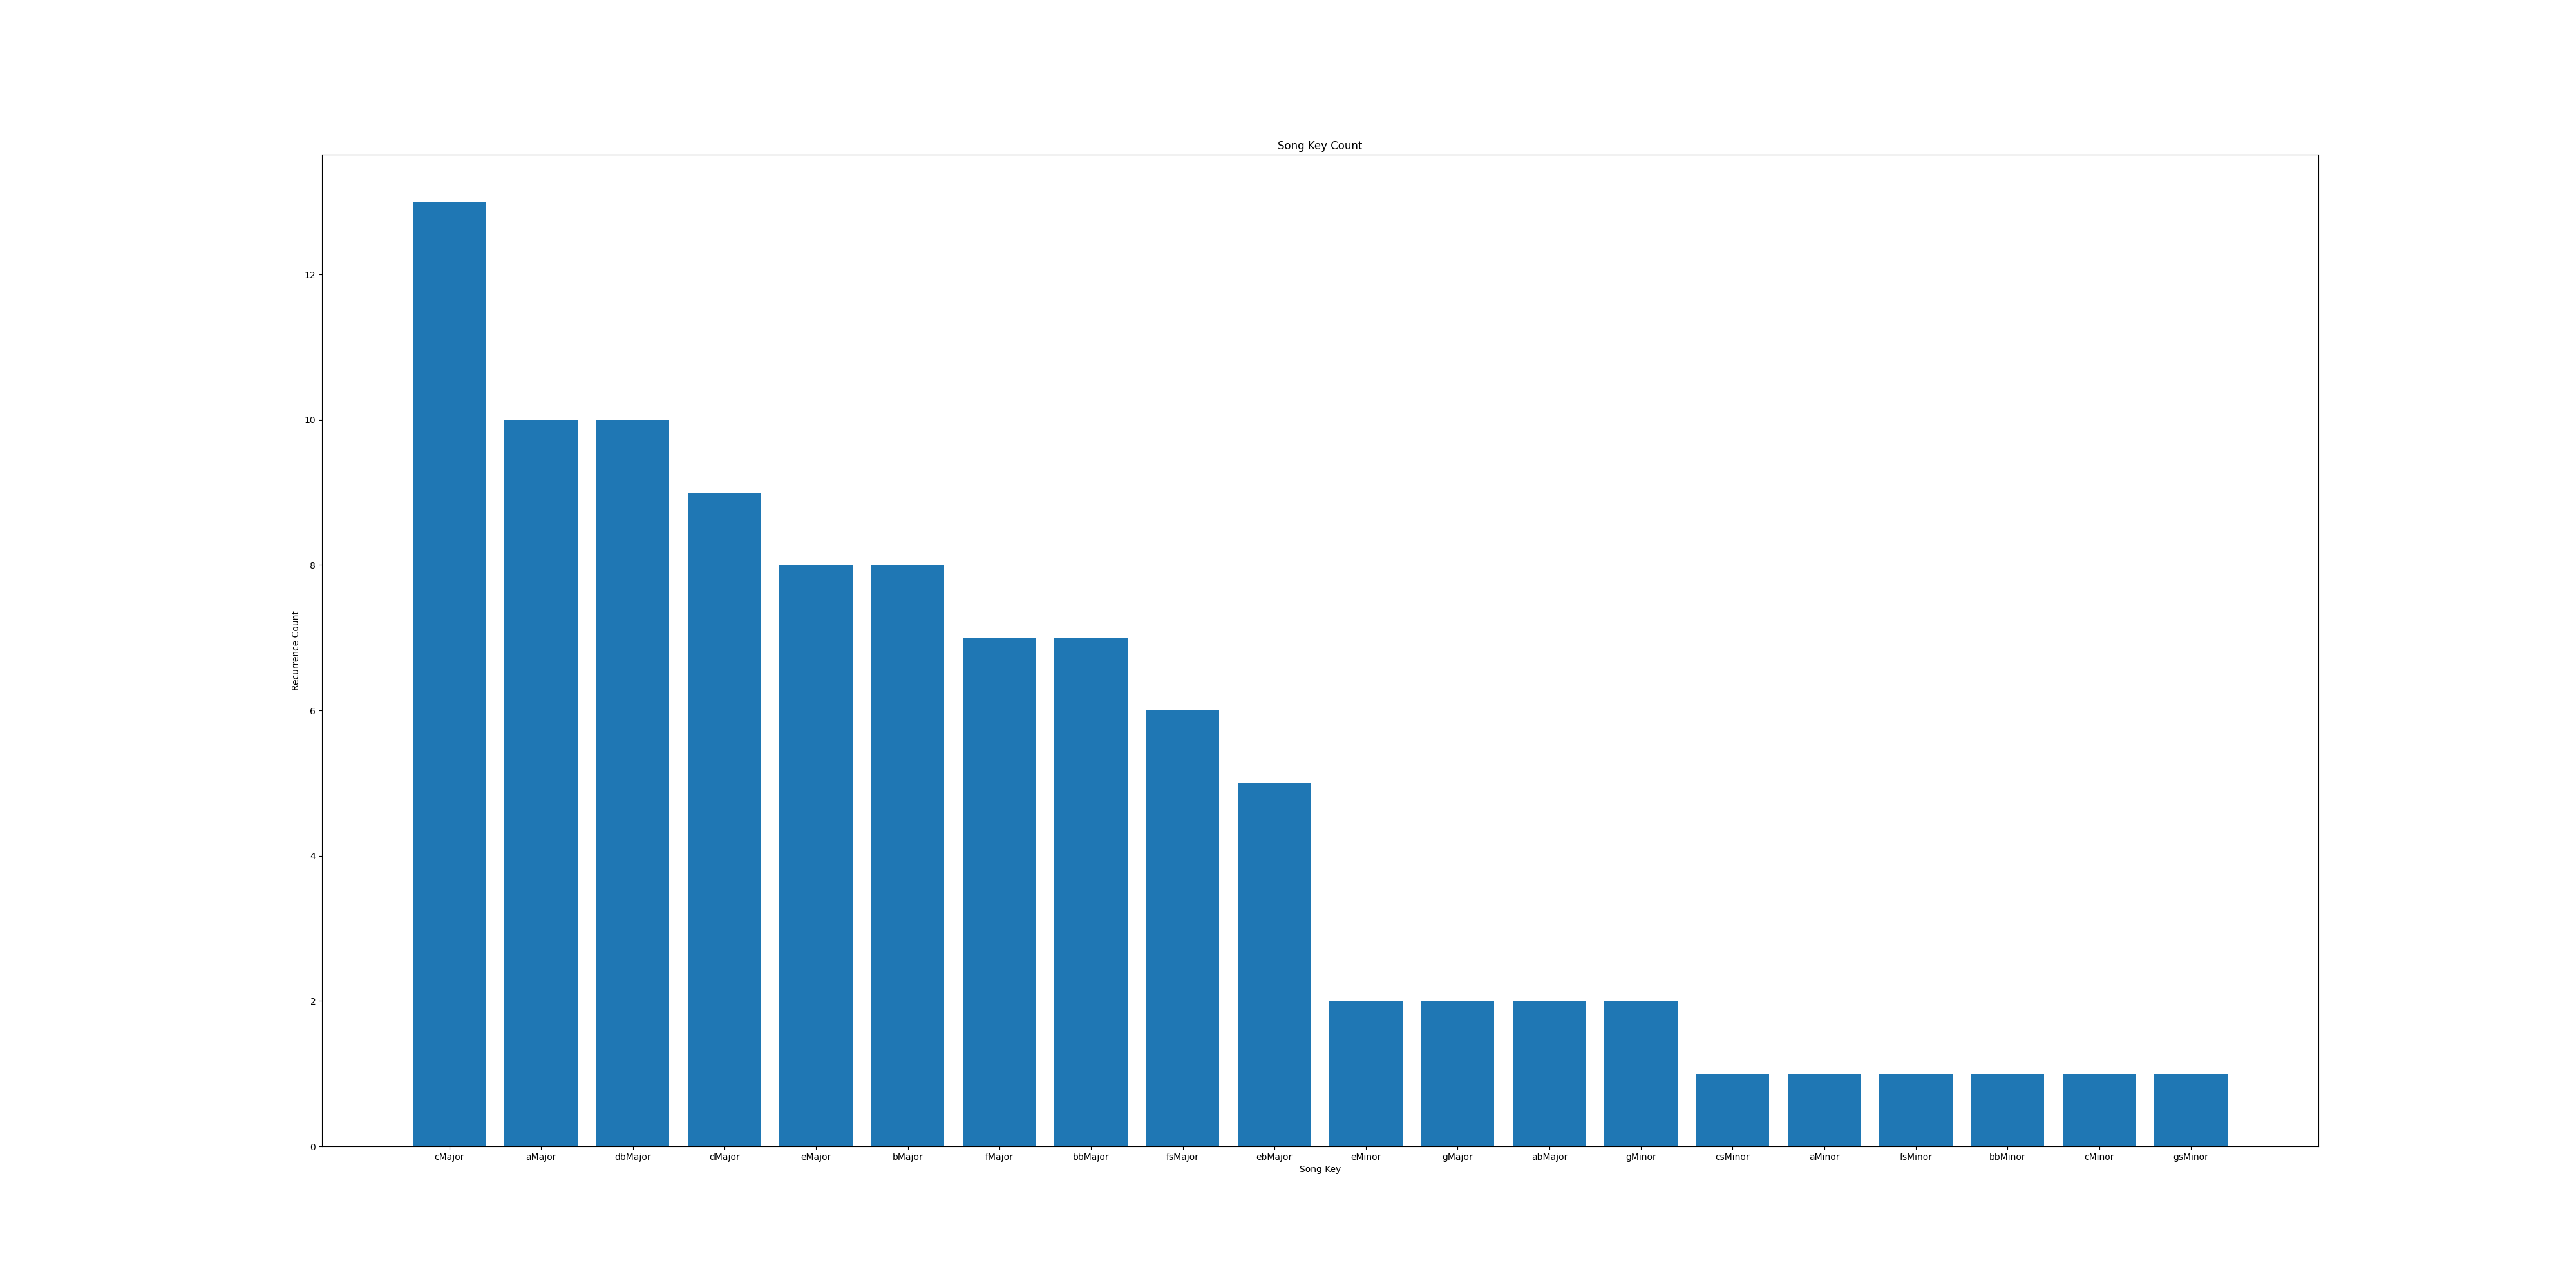 Song Key Count
Recurrence Count
12
10
8
6
4
2
0
cMajor aMajor dbMajor dMajor eMajor bMajor fMajor bbMajor fsMajor ebMajor eMinor gMajor abMajor gMinor csMinor aMinor fsMinor bbMinor cMinor gsMinor
Song Key